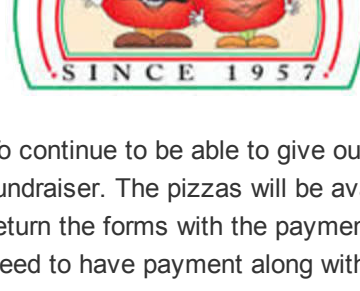 SINCE 1957
o continue to be able to give ou
undraiser. The pizzas will be ava
eturn the forms with the paymen
eed to have payment along with